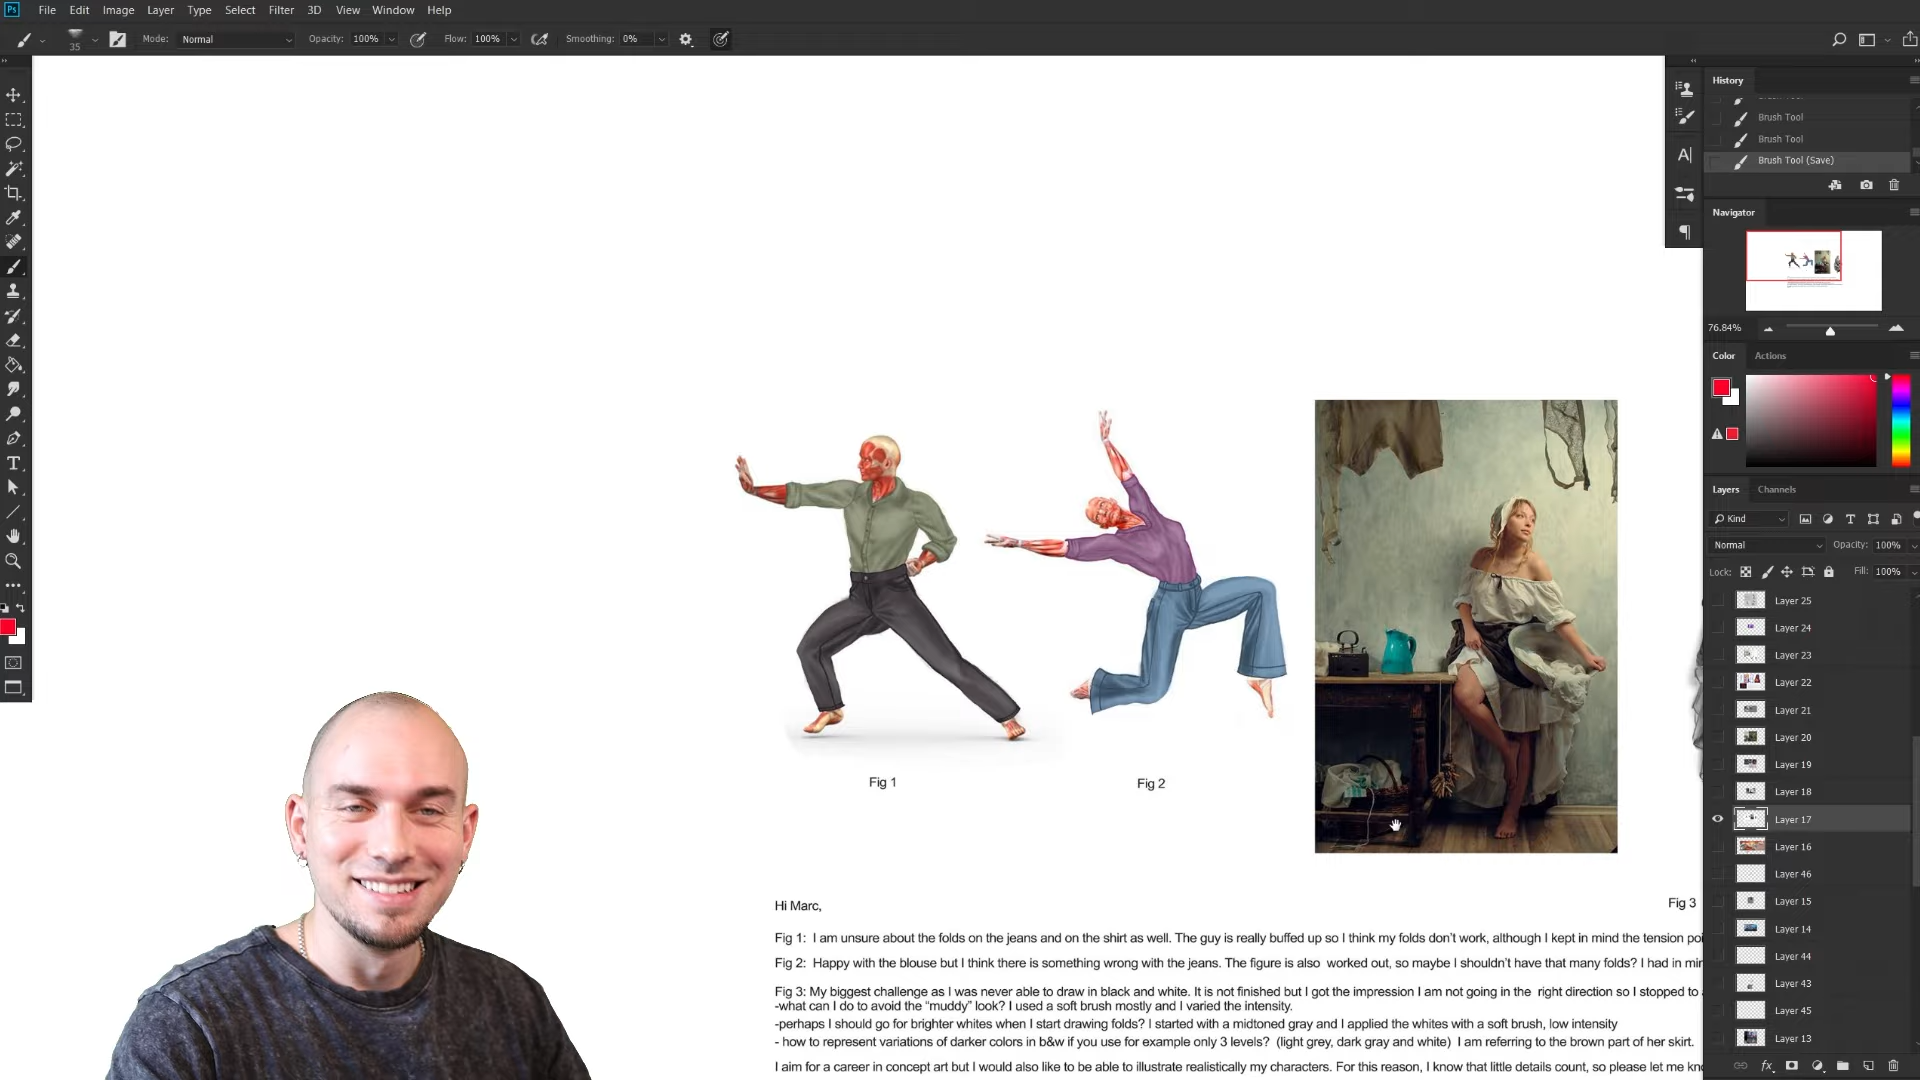 Ps File Edit Image Layer Type Select Filter 3D View Window Help
35 Mode: Normal Opacity: 100% Flow: 100% Smoothing: 0%
History
Brush Tool
Brush Tool
Brush Tool (Save)
Navigator
76.84%
Color Actions
Layers Channels
Kind
Normal Opacity: 100%
Lock: Fill: 100%
Layer 25
Layer 24
Layer 23
Layer 22
Layer 21
Layer 20
Layer 19
Layer 18
Layer 17
Layer 16
Layer 46
Layer 15
Layer 14
Layer 44
Layer 43
Layer 45
Layer 13
Fig 1
Fig 2
Fig 3
Hi Marc,
Fig 1: I am unsure about the folds on the jeans and on the shirt as well. The guy is really buffed up so I think my folds don't work, although I kept in mind the tension poi
Fig 2: Happy with the blouse but I think there is something wrong with the jeans. The figure is also worked out, so maybe I shouldn't have that many folds? I had in mir
Fig 3: My biggest challenge as I was never able to draw in black and white. It is not finished but I got the impression I am not going in the right direction so I stopped to
-what can I do to avoid the "muddy" look? I used a soft brush mostly and I varied the intensity.
-perhaps I should go for brighter whites when I start drawing folds? I started with a midtoned gray and I applied the whites with a soft brush, low intensity
- how to represent variations of darker colors in b&w if you use for example only 3 levels? (light grey, dark gray and white) I am referring to the brown part of her skirt.
I aim for a career in concept art but I would also like to be able to illustrate realistically my characters. For this reason, I know that little details count, so please let me kn